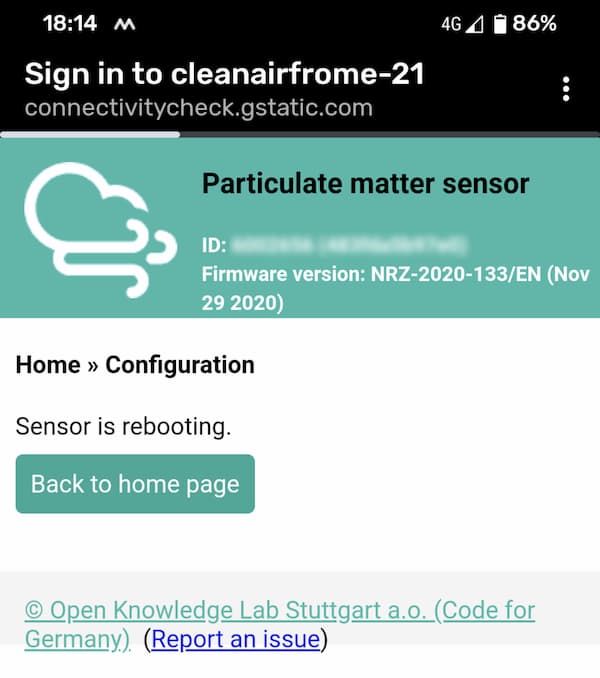 18:14
4G 86%
Sign in to cleanairfrome-21
connectivitycheck.gstatic.com
Particulate matter sensor
ID:
Firmware version: NRZ-2020-133/EN (Nov
29 2020)
Home » Configuration
Sensor is rebooting.
Back to home page
© Open Knowledge Lab Stuttgart a.o. (Code for
Germany) (Report an issue)